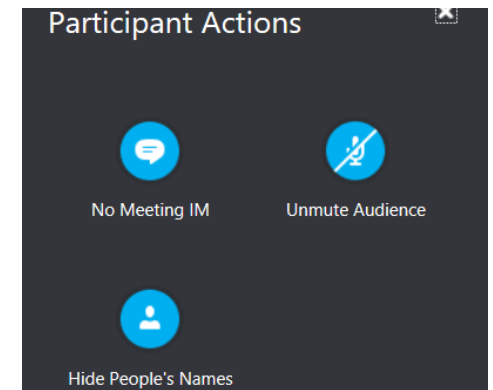 Participant Actions
No Meeting IM
Unmute Audience
Hide People's Names